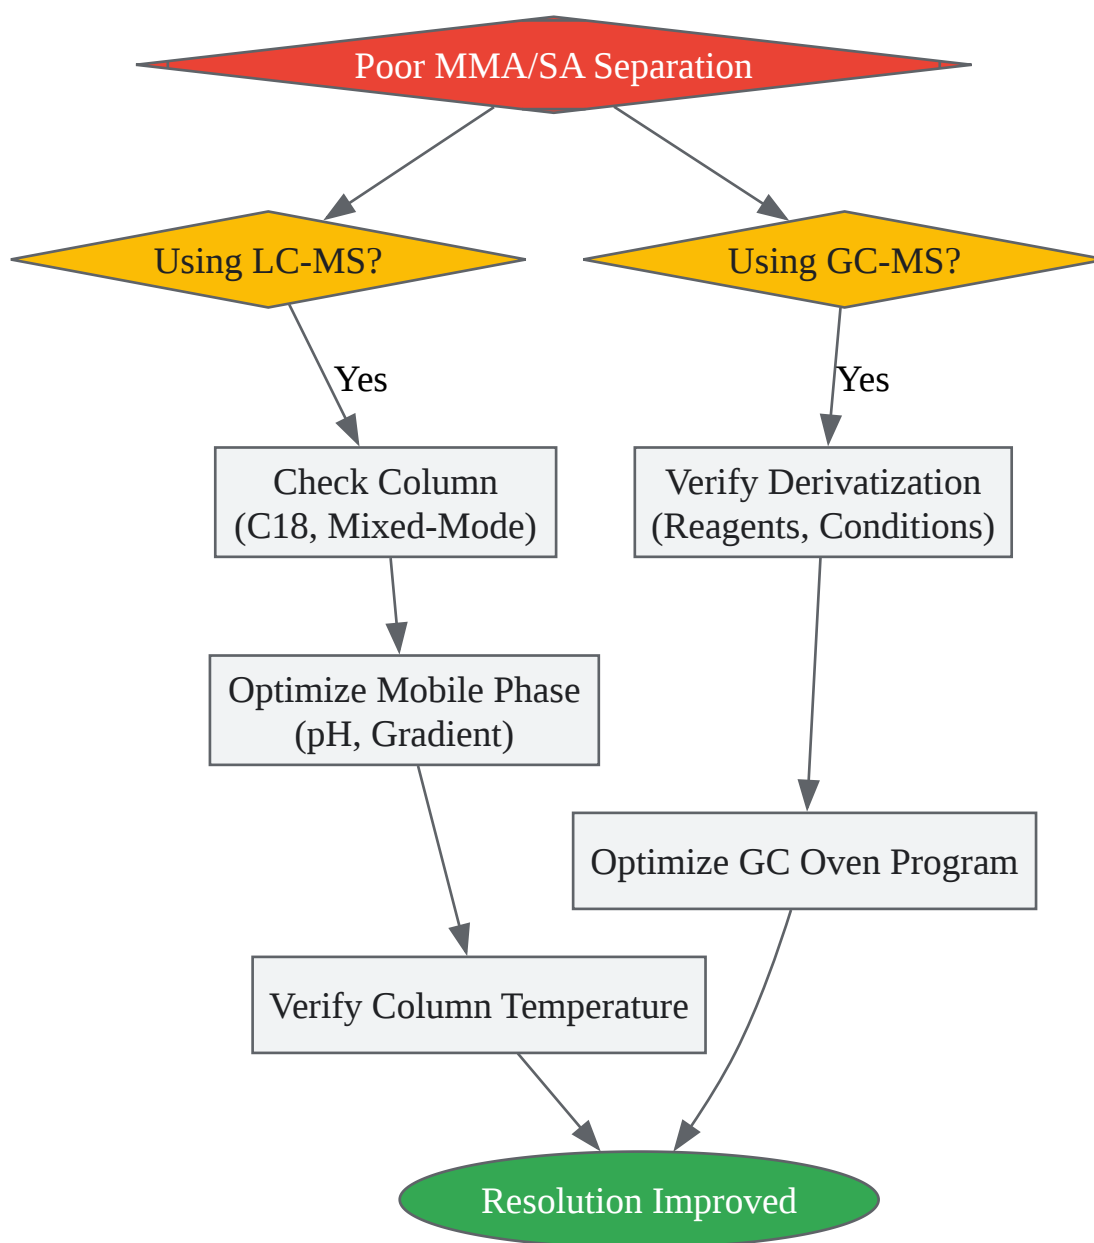 Poor MMA/SA Separation
Using LC-MS?
Using GC-MS?
Yes
Yes
Check Column
(C18, Mixed-Mode)
Verify Derivatization
(Reagents, Conditions)
Optimize Mobile Phase
(pH, Gradient)
Optimize GC Oven Program
Verify Column Temperature
Resolution Improved